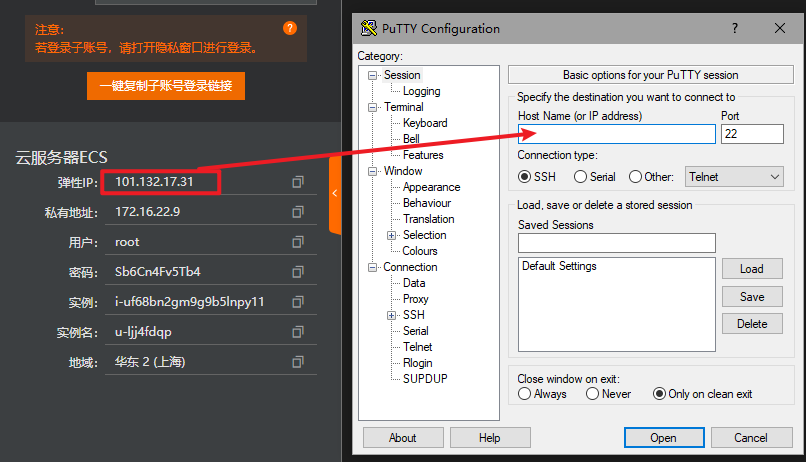 注意:
若登录子账号，请打开隐私窗口进行登录。
?
一键复制子账号登录链接
云服务器ECS
弹性IP: 101.132.17.31
私有地址: 172.16.22.9
用户: root
密码: Sb6Cn4Fv5Tb4
实例: i-uf68bn2gm9g9b5lnpy11
实例名: u-ljj4fdqp
地域: 华东 2 (上海)
PuTTY Configuration
?
Category:
Session
Logging
Terminal
Keyboard
Bell
Features
Window
Appearance
Behaviour
Translation
Selection
Colours
Connection
Data
Proxy
SSH
Serial
Telnet
Rlogin
SUPDUP
Basic options for your PuTTY session
Specify the destination you want to connect to
Host Name (or IP address) Port
22
Connection type:
SSH Serial Other: Telnet
Load, save or delete a stored session
Saved Sessions
Default Settings
Load
Save
Delete
Close window on exit:
Always Never Only on clean exit
About Help Open Cancel